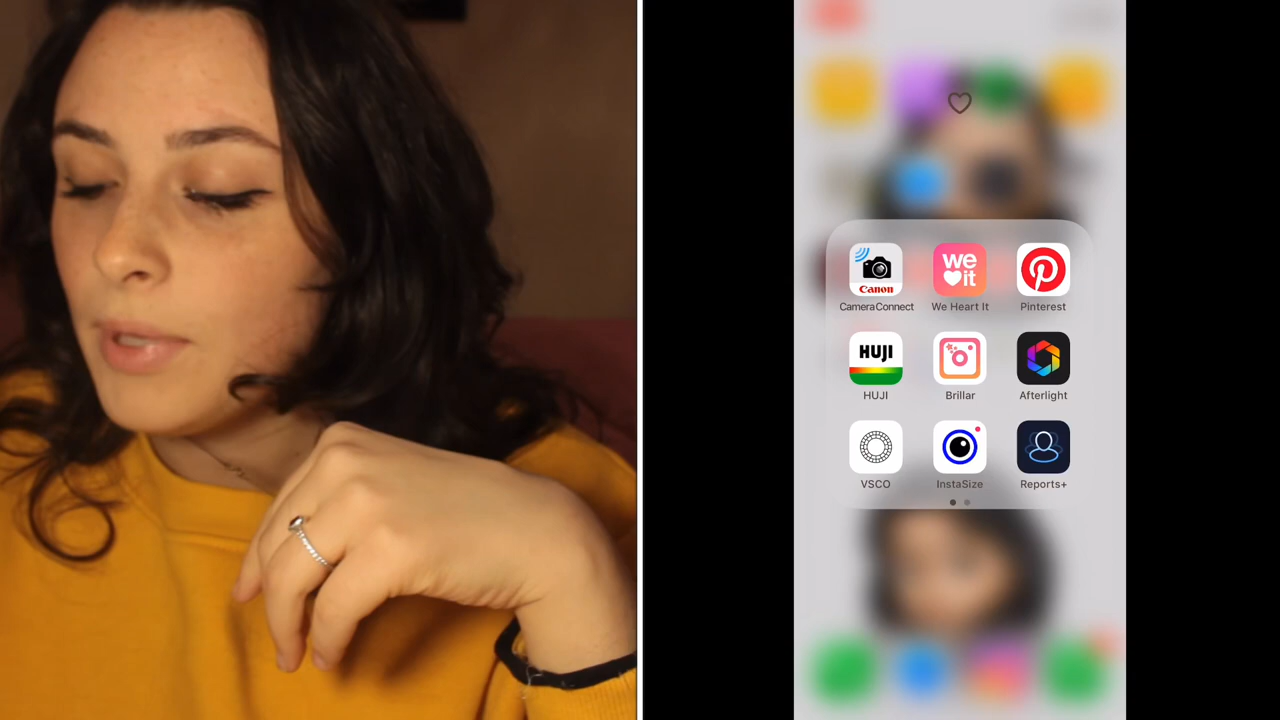 Canon
CameraConnect
we
it
We Heart It
Pinterest
HUJI
HUJI
Brillar
Afterlight
VSCO
InstaSize
Reports+